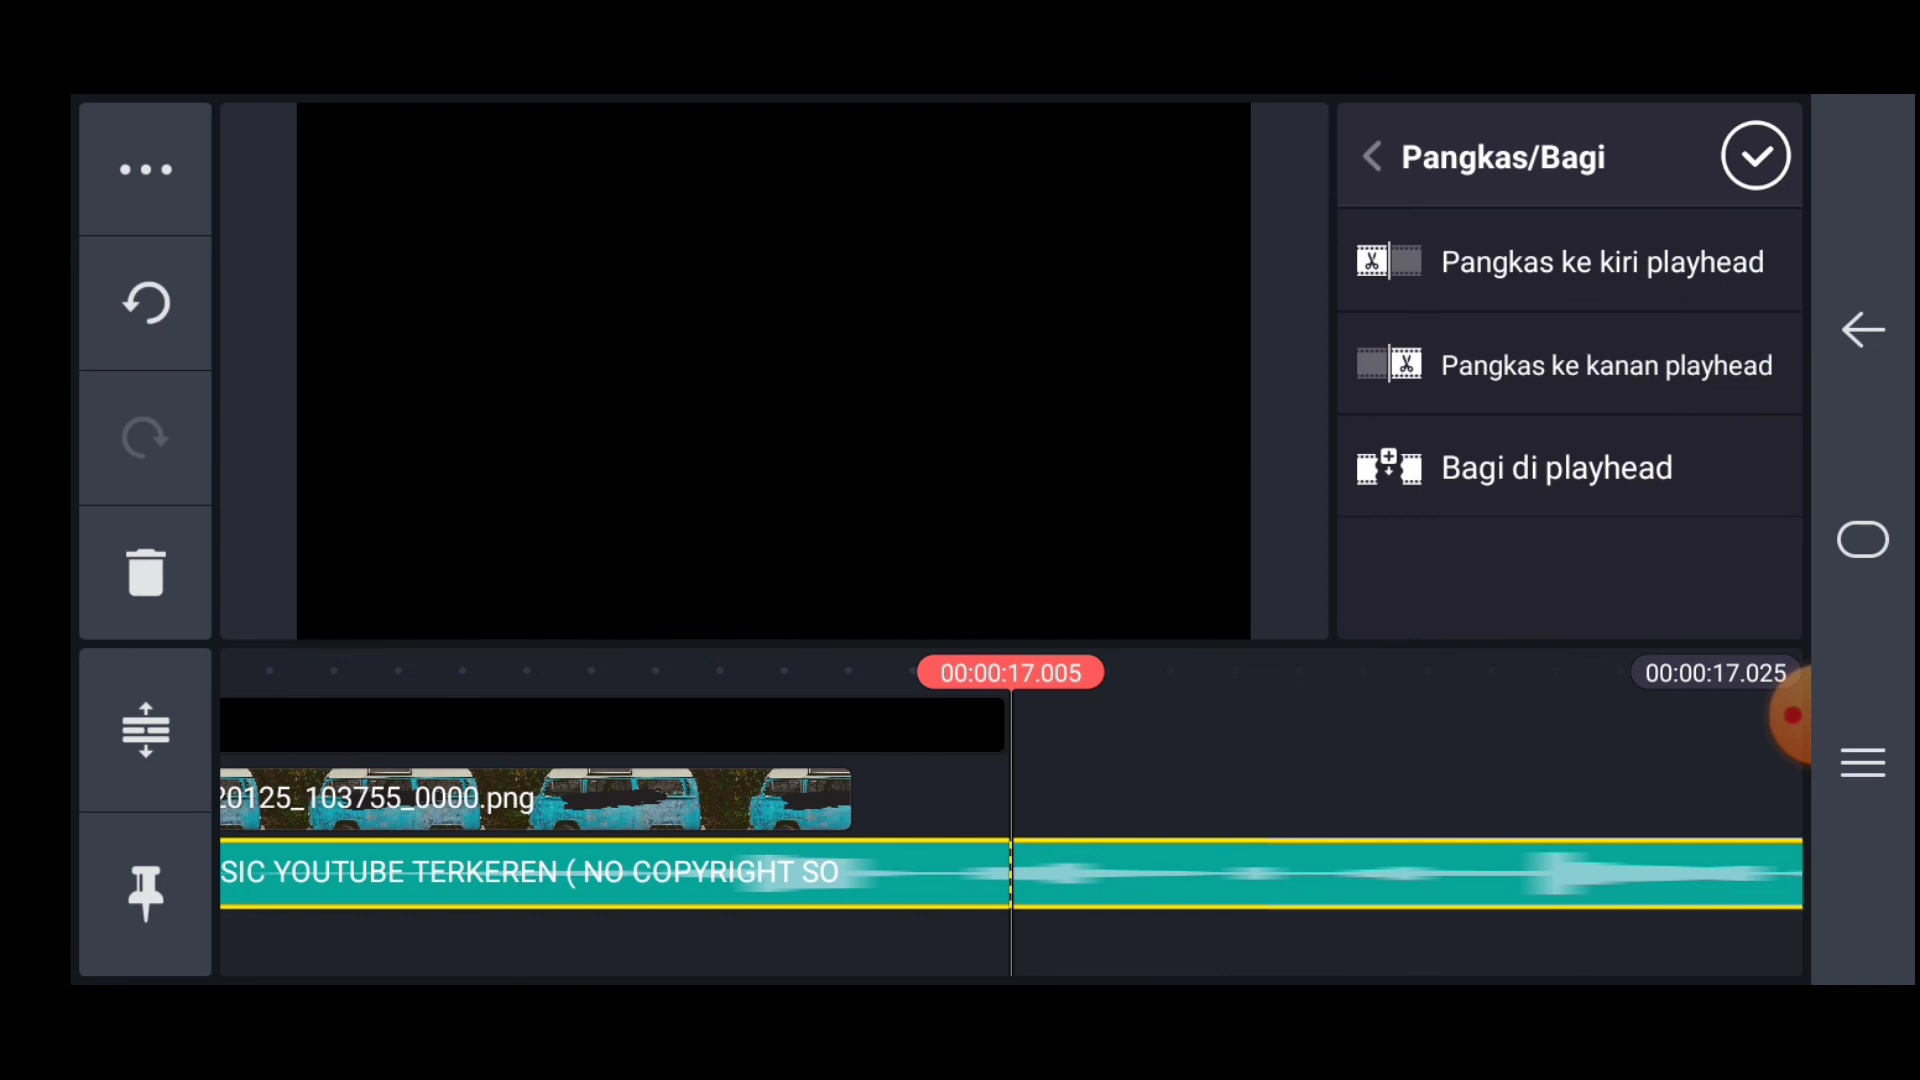 Pangkas/Bagi
Pangkas ke kiri playhead
Pangkas ke kanan playhead
Bagi di playhead
00:00:17.005
00:00:17.025
20125_103755_0000.png
SIC YOUTUBE TERKEREN ( NO COPYRIGHT SO